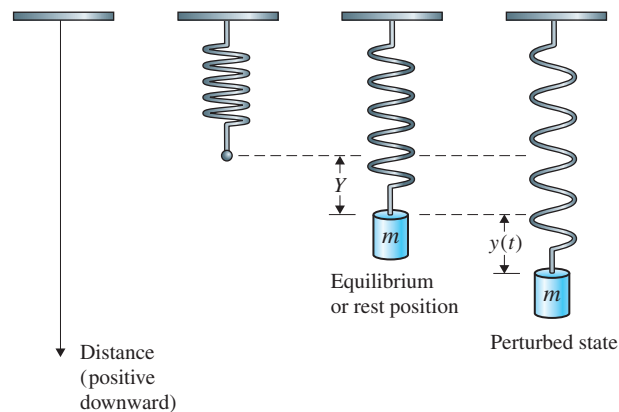 Y
m
y(t)
m
Equilibrium
or rest position
Perturbed state
Distance
(positive
downward)